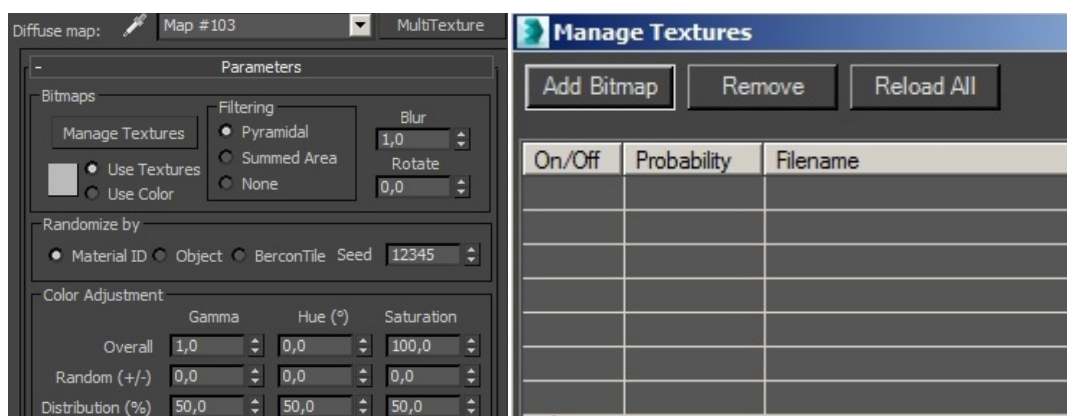 Diffuse map: Map #103 MultiTexture
- Parameters
Bitmaps
Manage Textures
Use Textures
Use Color
Filtering
Pyramidal
Summed Area
None
Blur
1,0
Rotate
0,0
Randomize by
Material ID Object BerconTile Seed 12345
Color Adjustment
Gamma Hue (º) Saturation
Overall 1,0 0,0 100,0
Random (+/-) 0,0 0,0 0,0
Distribution (%) 50,0 50,0 50,0
Manage Textures
Add Bitmap Remove Reload All
On/Off Probability Filename